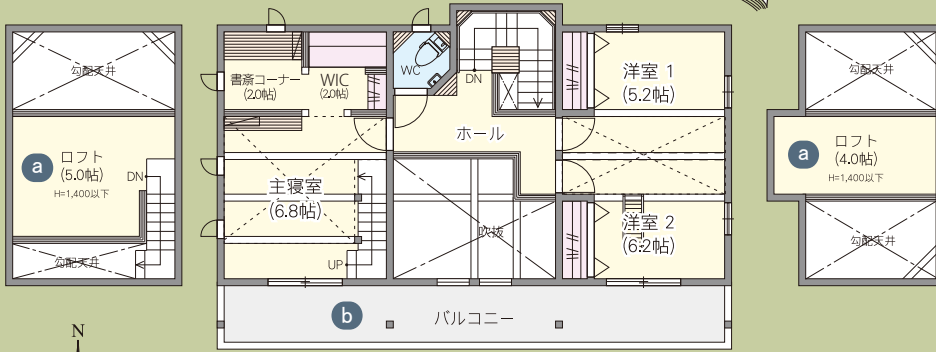 勾配天井
a
ロフト
(5.0帖)
H=1,400以下
DN
勾配天井
N
書斎コーナー
(2.0帖)
WIC
(2.0帖)
WC
DN
ホール
主寝室
(6.8帖)
UP
吹抜
洋室 1
(5.2帖)
洋室 2
(6.2帖)
b
バルコニー
勾配天井
a
ロフト
(4.0帖)
H=1,400以下
勾配天井